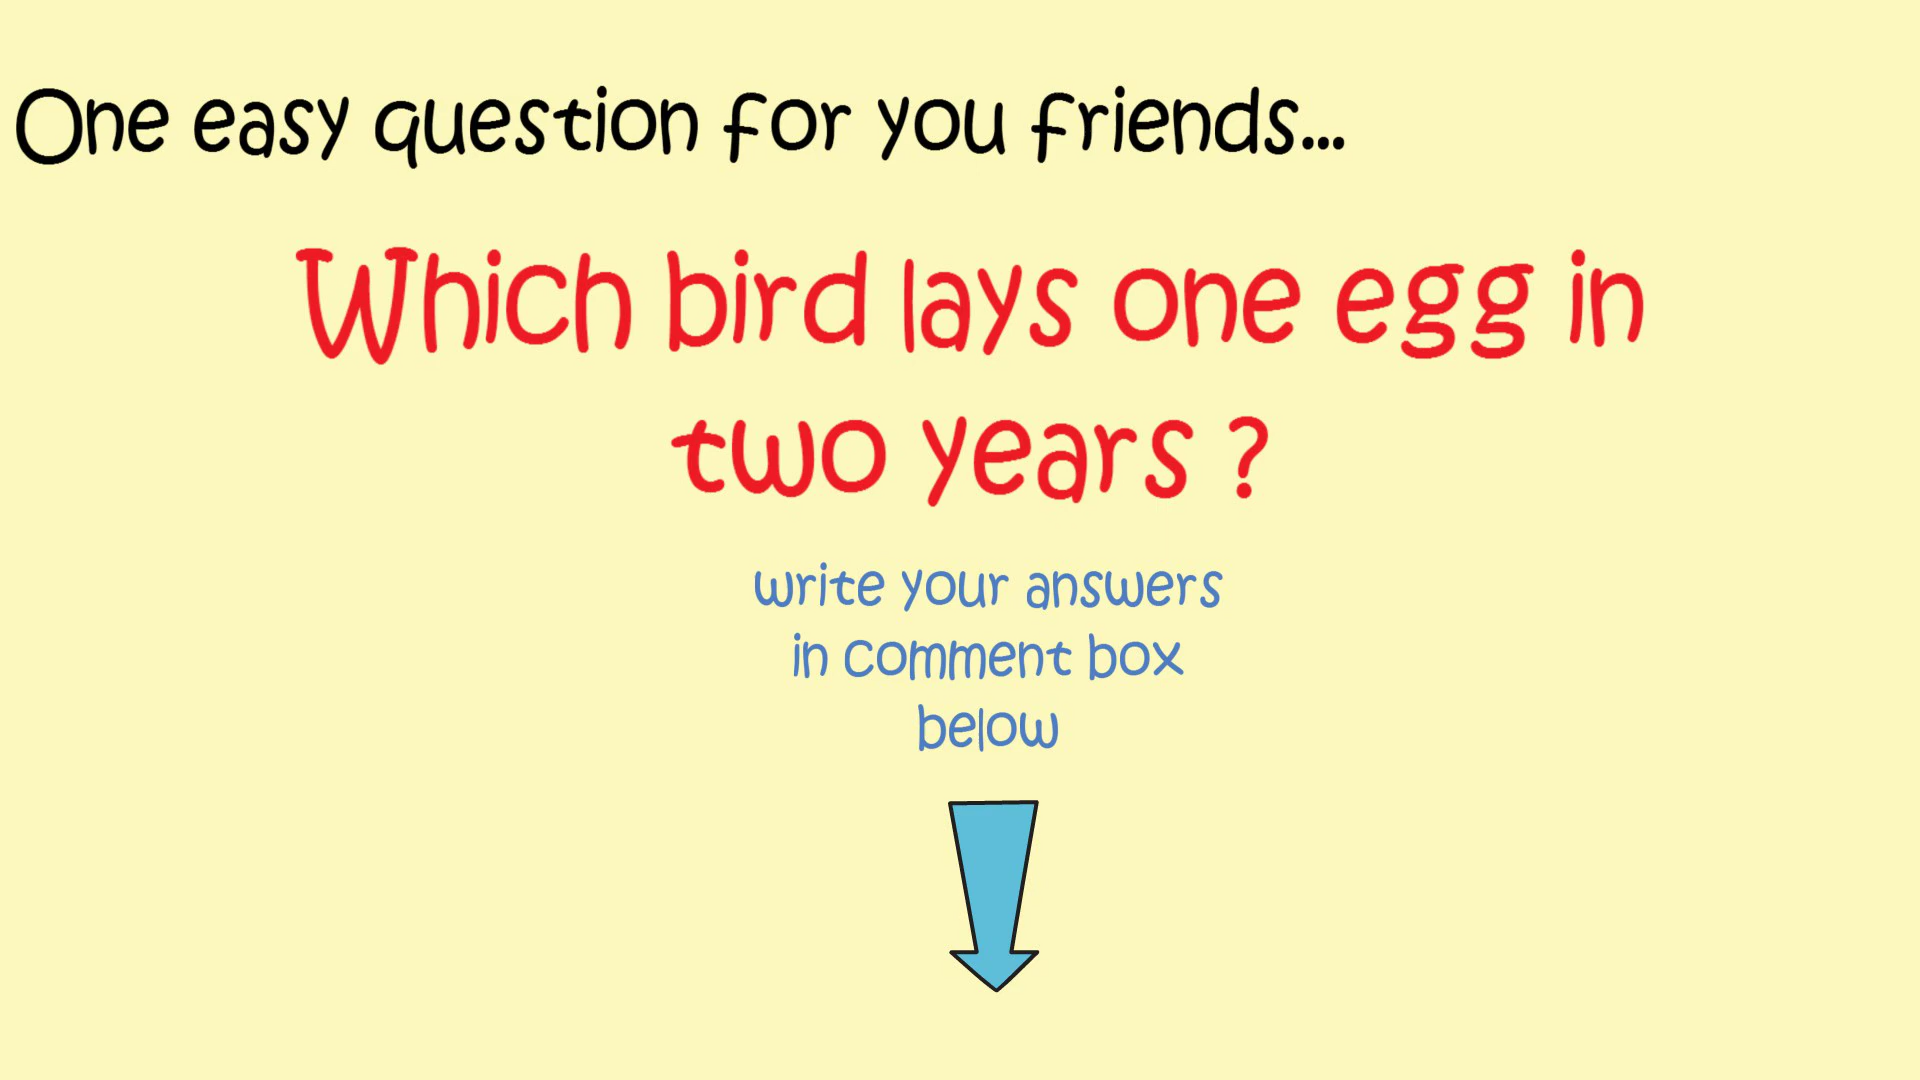 One easy question for you friends...
Which bird lays one egg in
two years ?
write your answers
in comment box
below